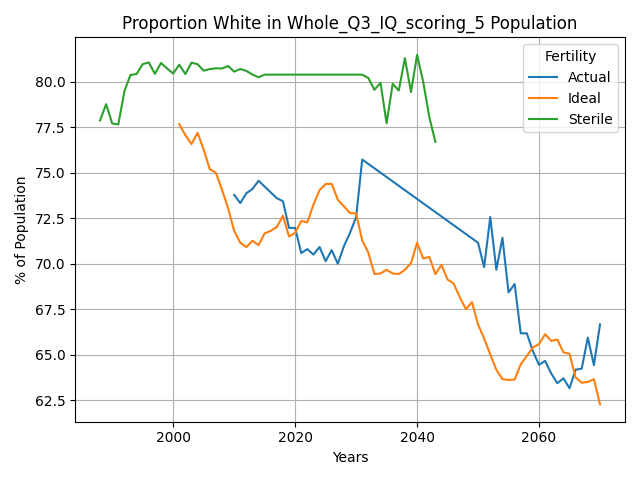 Proportion White in Whole_Q3_IQ_scoring_5 Population
Fertility
Actual
Ideal
Sterile
% of Population
80.0
77.5
75.0
72.5
70.0
67.5
65.0
62.5
2000
2020
2040
2060
Years